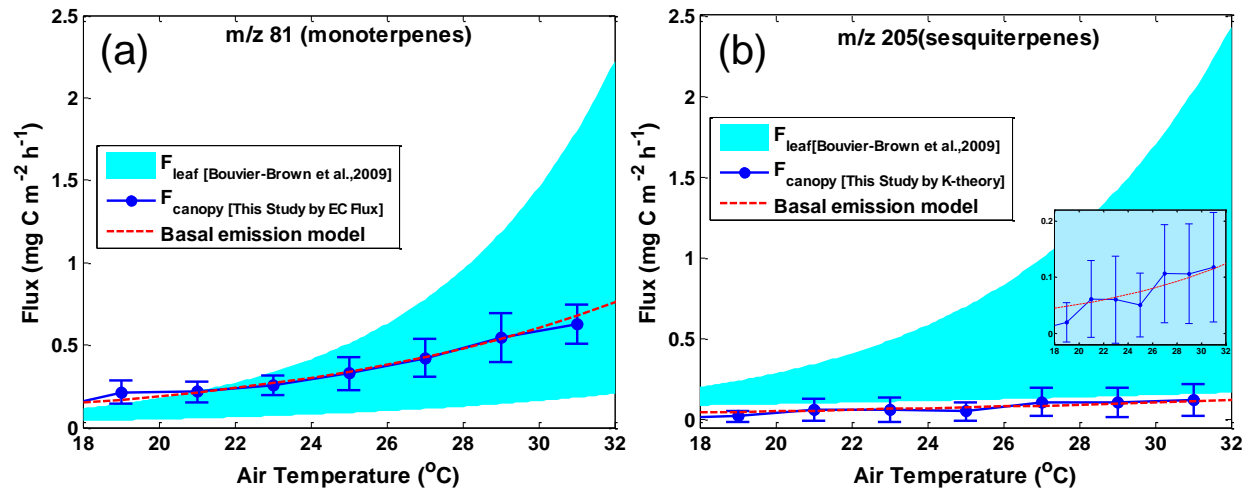 (a)
m/z 81 (monoterpenes)
Flux (mg C m⁻² h⁻¹)
2.5
2
1.5
1
0.5
0
F leaf [Bouvier-Brown et al.,2009]
F canopy [This Study by EC Flux]
Basal emission model
18 20 22 24 26 28 30 32
Air Temperature (°C)
(b)
m/z 205(sesquiterpenes)
Flux (mg C m⁻² h⁻¹)
2.5
2
1.5
1
0.5
0
F leaf[Bouvier-Brown et al.,2009]
F canopy [This Study by K-theory]
Basal emission model
0.2
0.1
0
18 20 22 24 26 28 30 32
18 20 22 24 26 28 30 32
Air Temperature (°C)